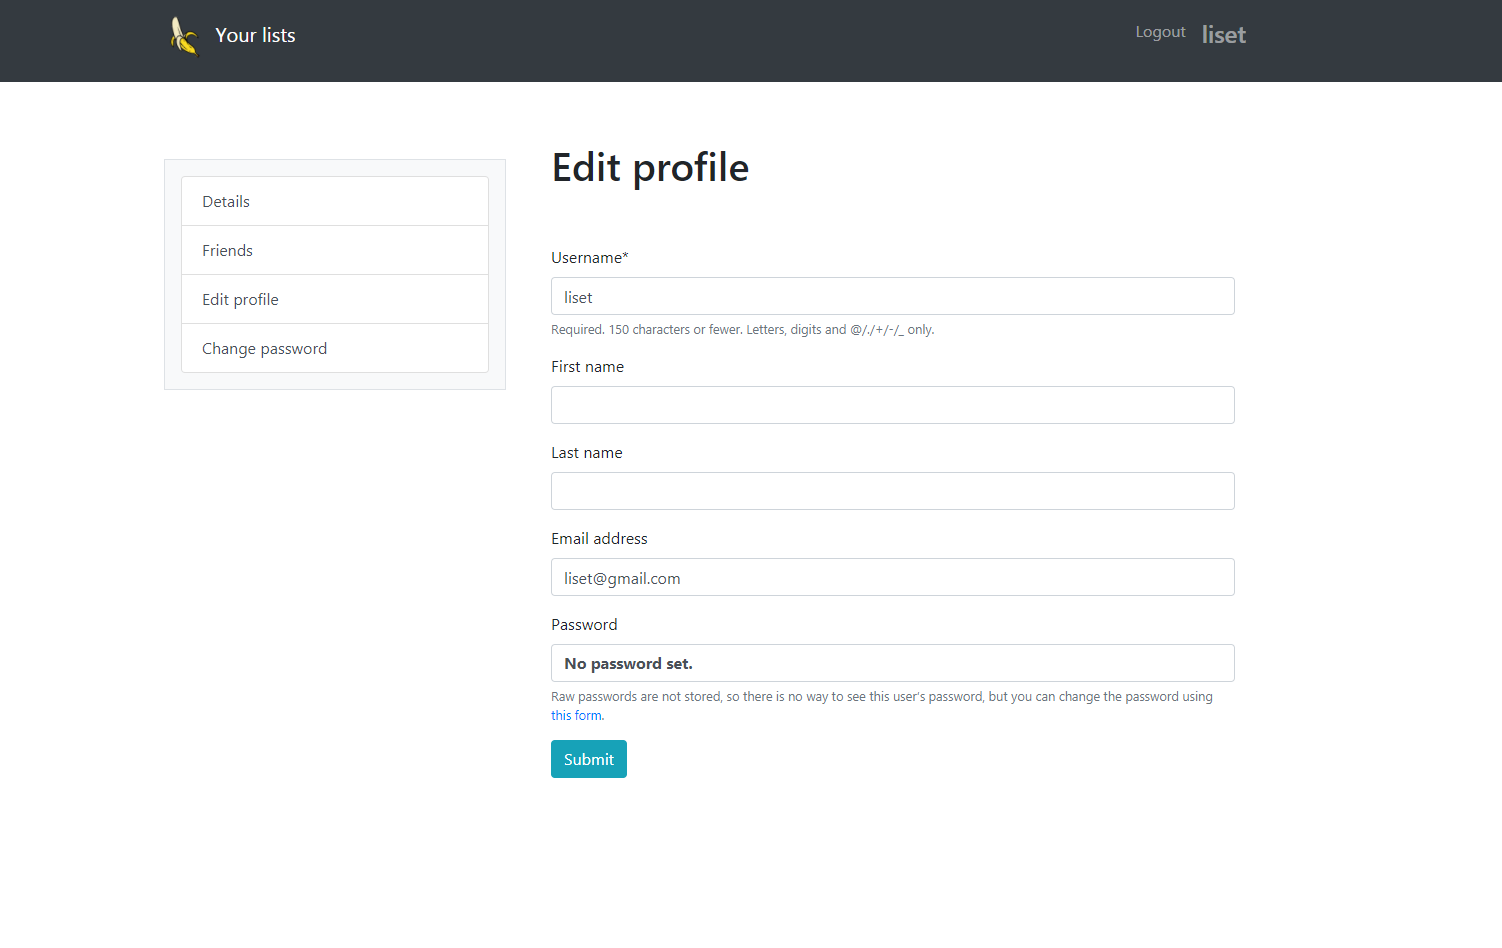 Your lists
Logout
liset
Details
Friends
Edit profile
Change password
Edit profile
Username*
liset
Required. 150 characters or fewer. Letters, digits and @/./+/-/_ only.
First name
Last name
Email address
liset@gmail.com
Password
No password set.
Raw passwords are not stored, so there is no way to see this user's password, but you can change the password using
this form.
Submit